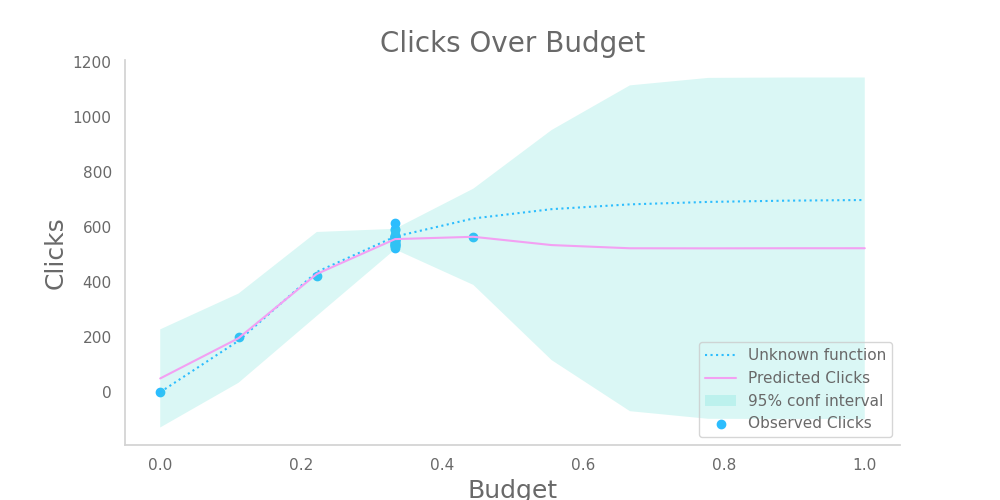 Clicks Over Budget
Clicks
1200
1000
800
600
400
200
0
0.0 0.2 0.4 0.6 0.8 1.0
Budget
Unknown function
Predicted Clicks
95% conf interval
Observed Clicks